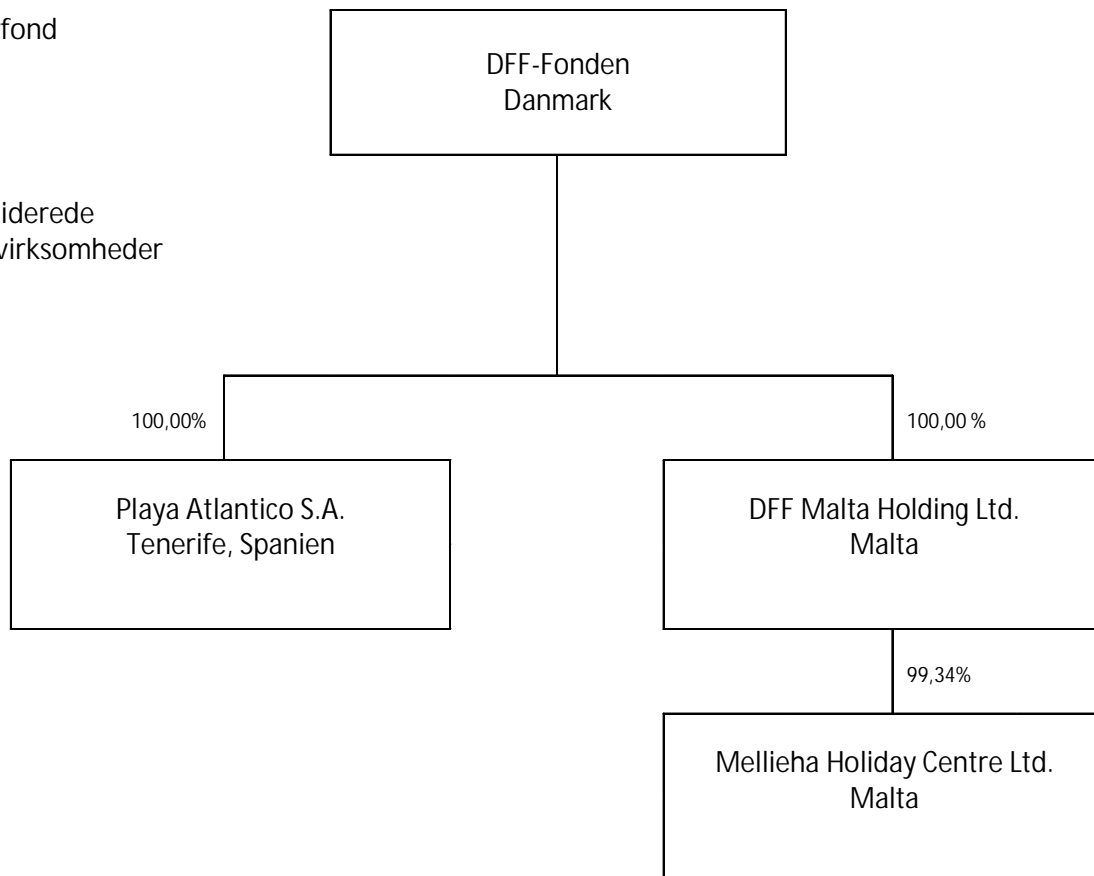 fond
DFF-Fonden
Danmark
iderede
virksomheder
100,00%
100,00 %
Playa Atlantico S.A.
Tenerife, Spanien
DFF Malta Holding Ltd.
Malta
99,34%
Mellieha Holiday Centre Ltd.
Malta